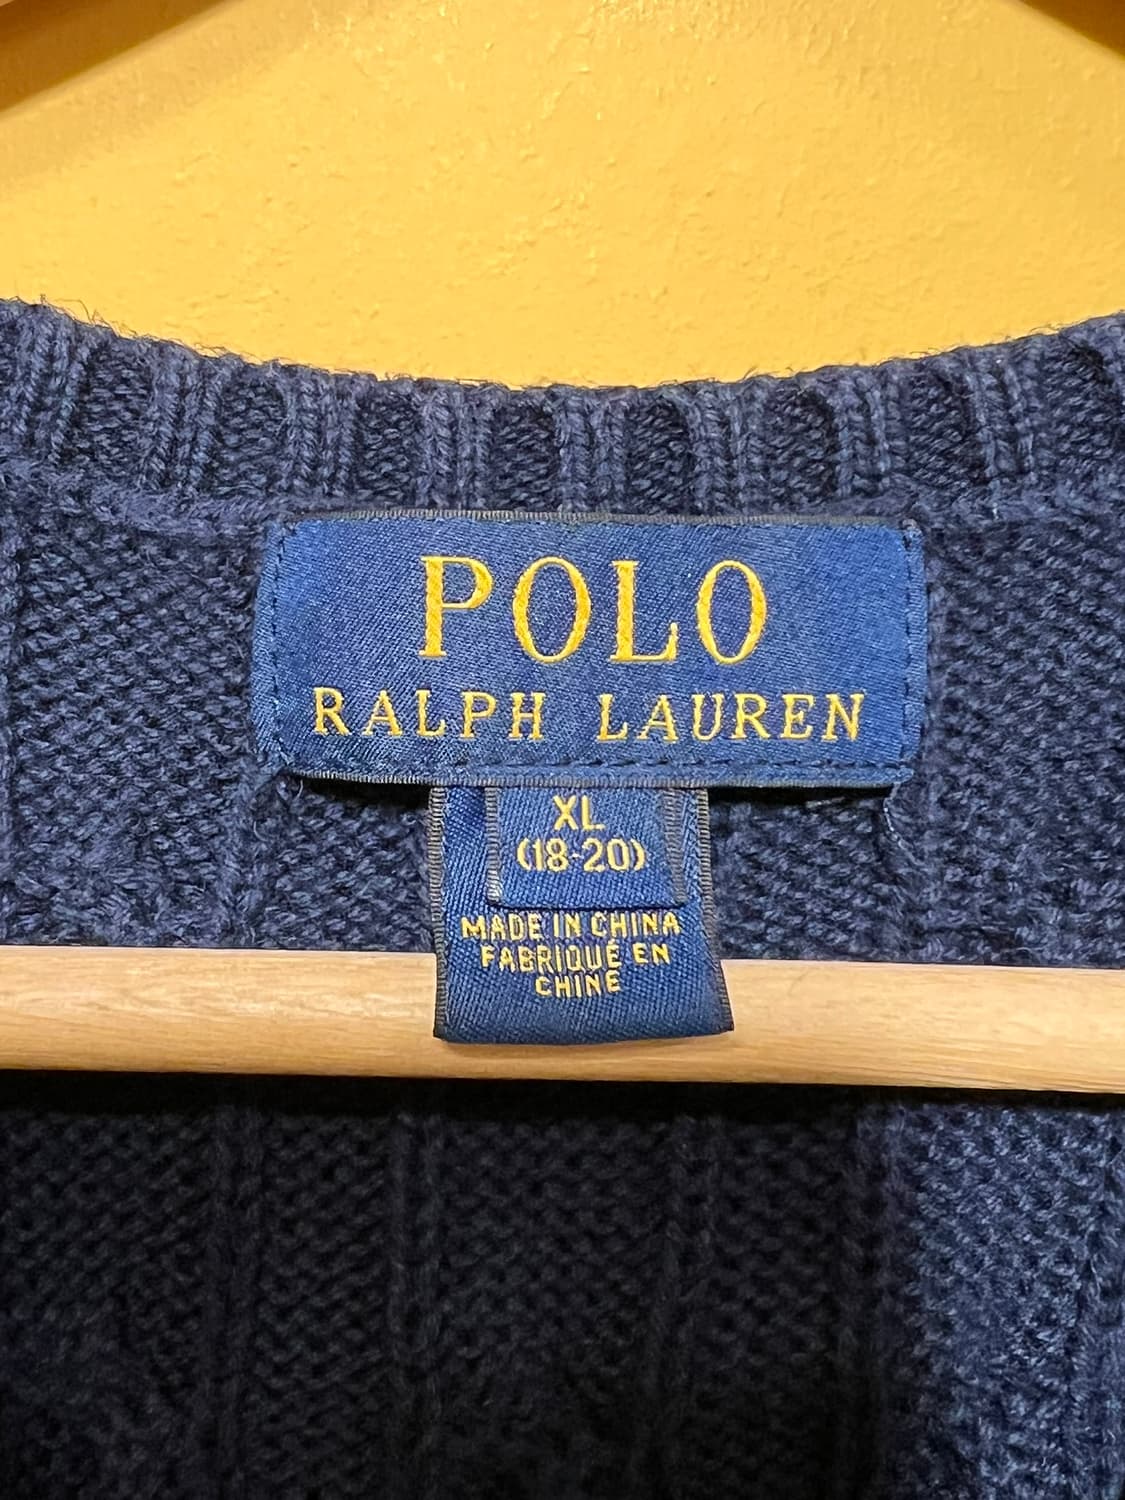 POLO
RALPH LAUREN
XL
(18-20)
MADE IN CHINA
FABRIQUÉ EN
CHINE